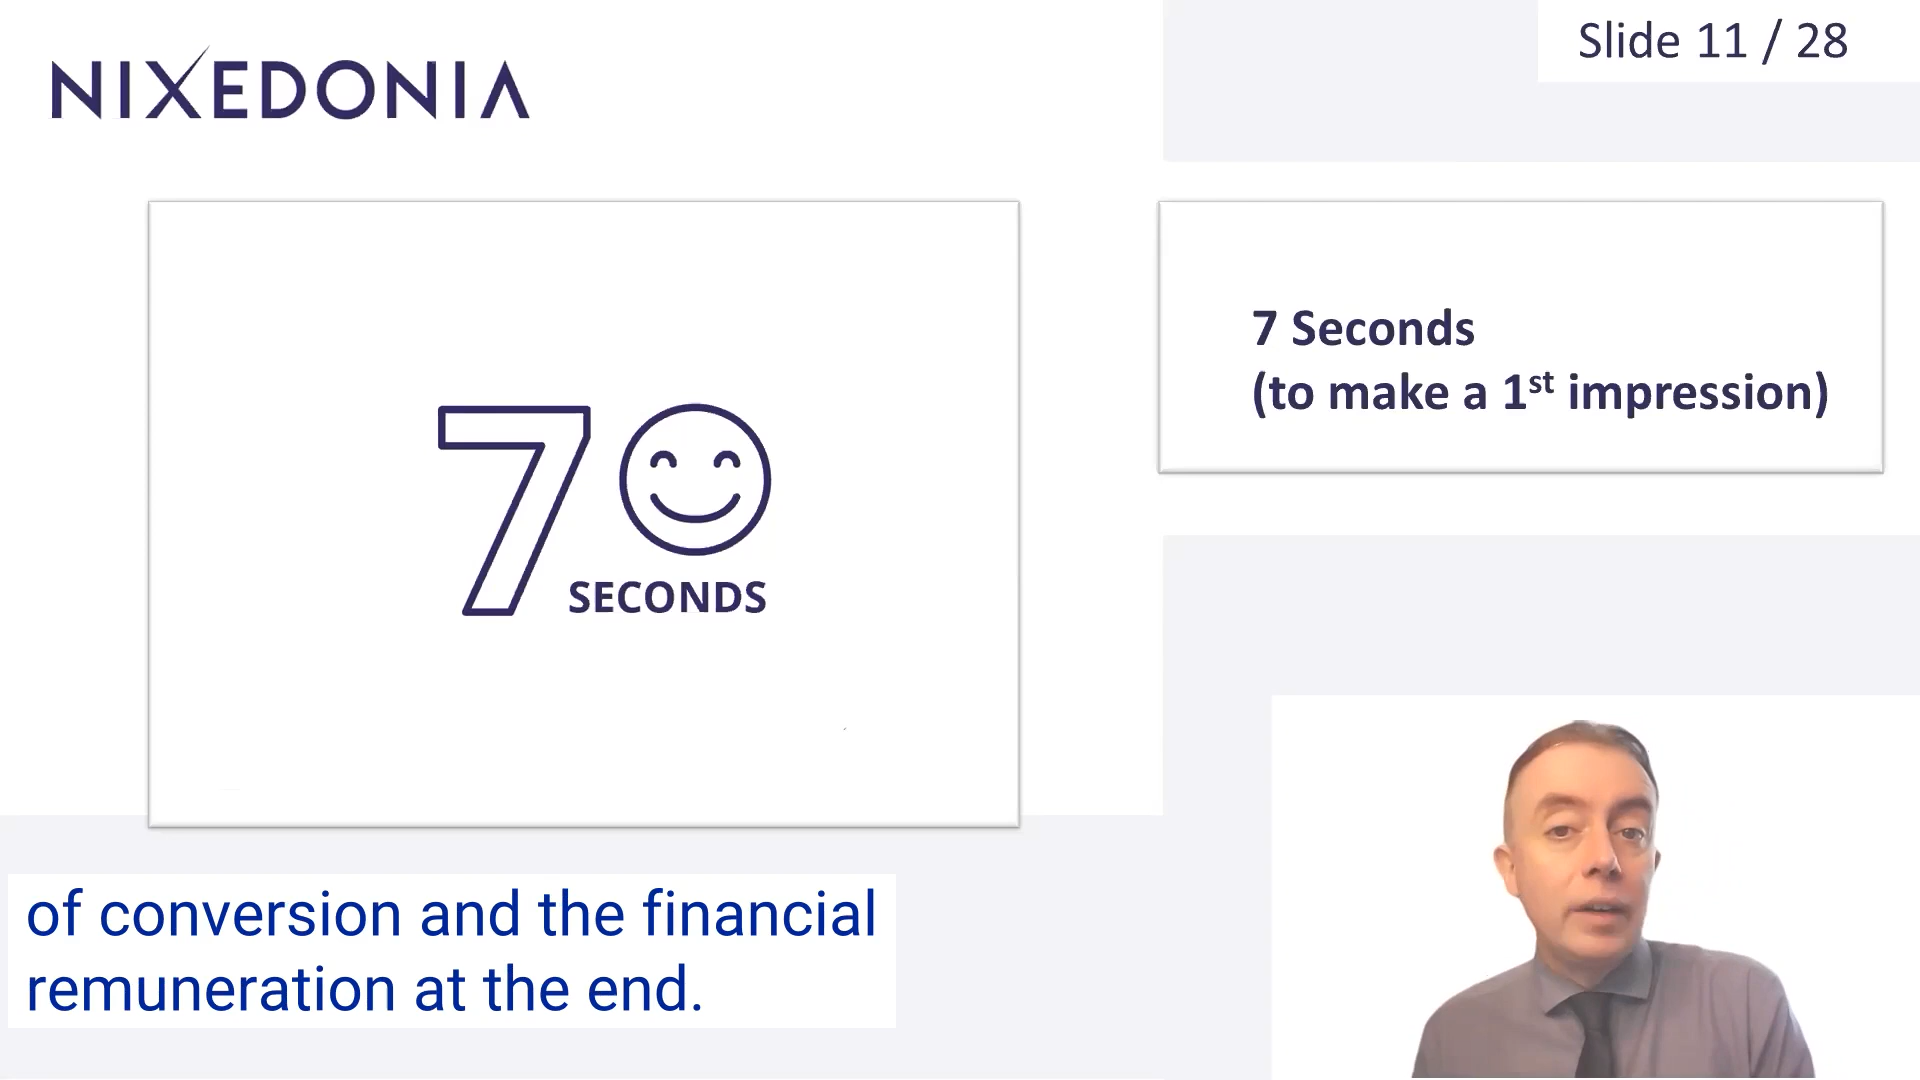 NIXEDONIA
Slide 11 / 28
7
SECONDS
7 Seconds
(to make a 1st impression)
of conversion and the financial
remuneration at the end.